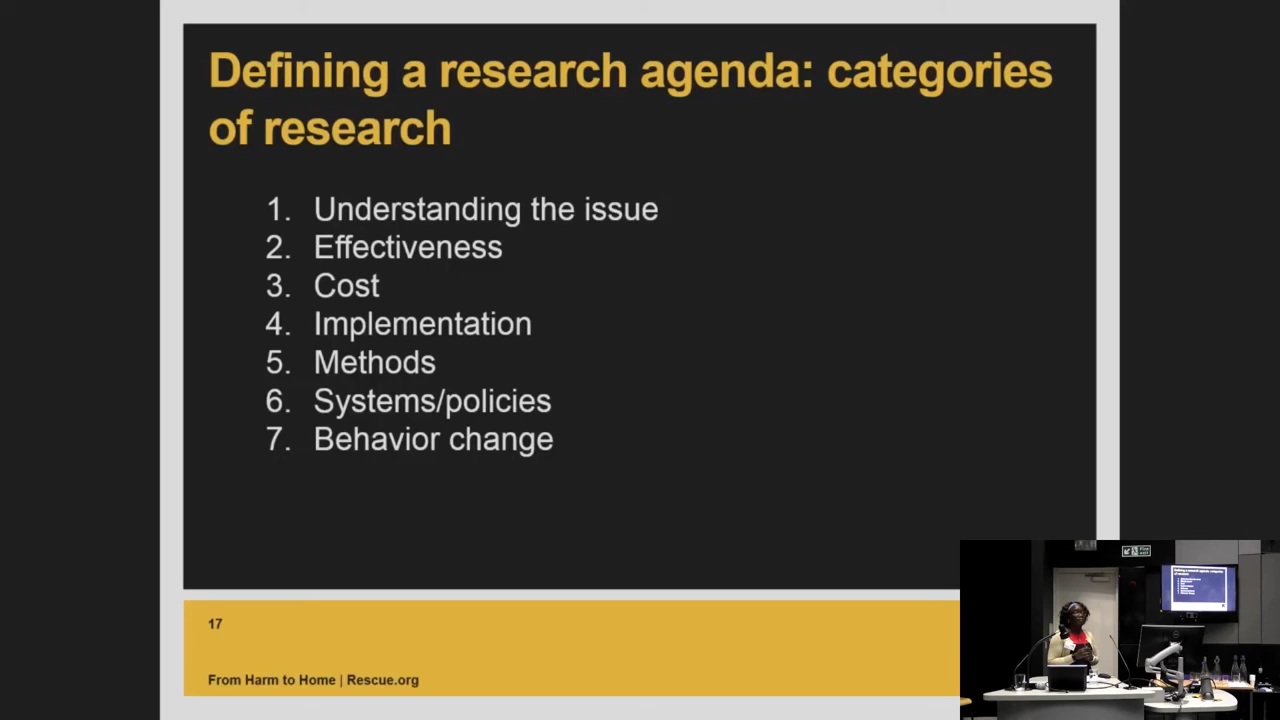 Defining a research agenda: categories
of research
1. Understanding the issue
2. Effectiveness
3. Cost
4. Implementation
5. Methods
6. Systems/policies
7. Behavior change
17
From Harm to Home | Rescue.org